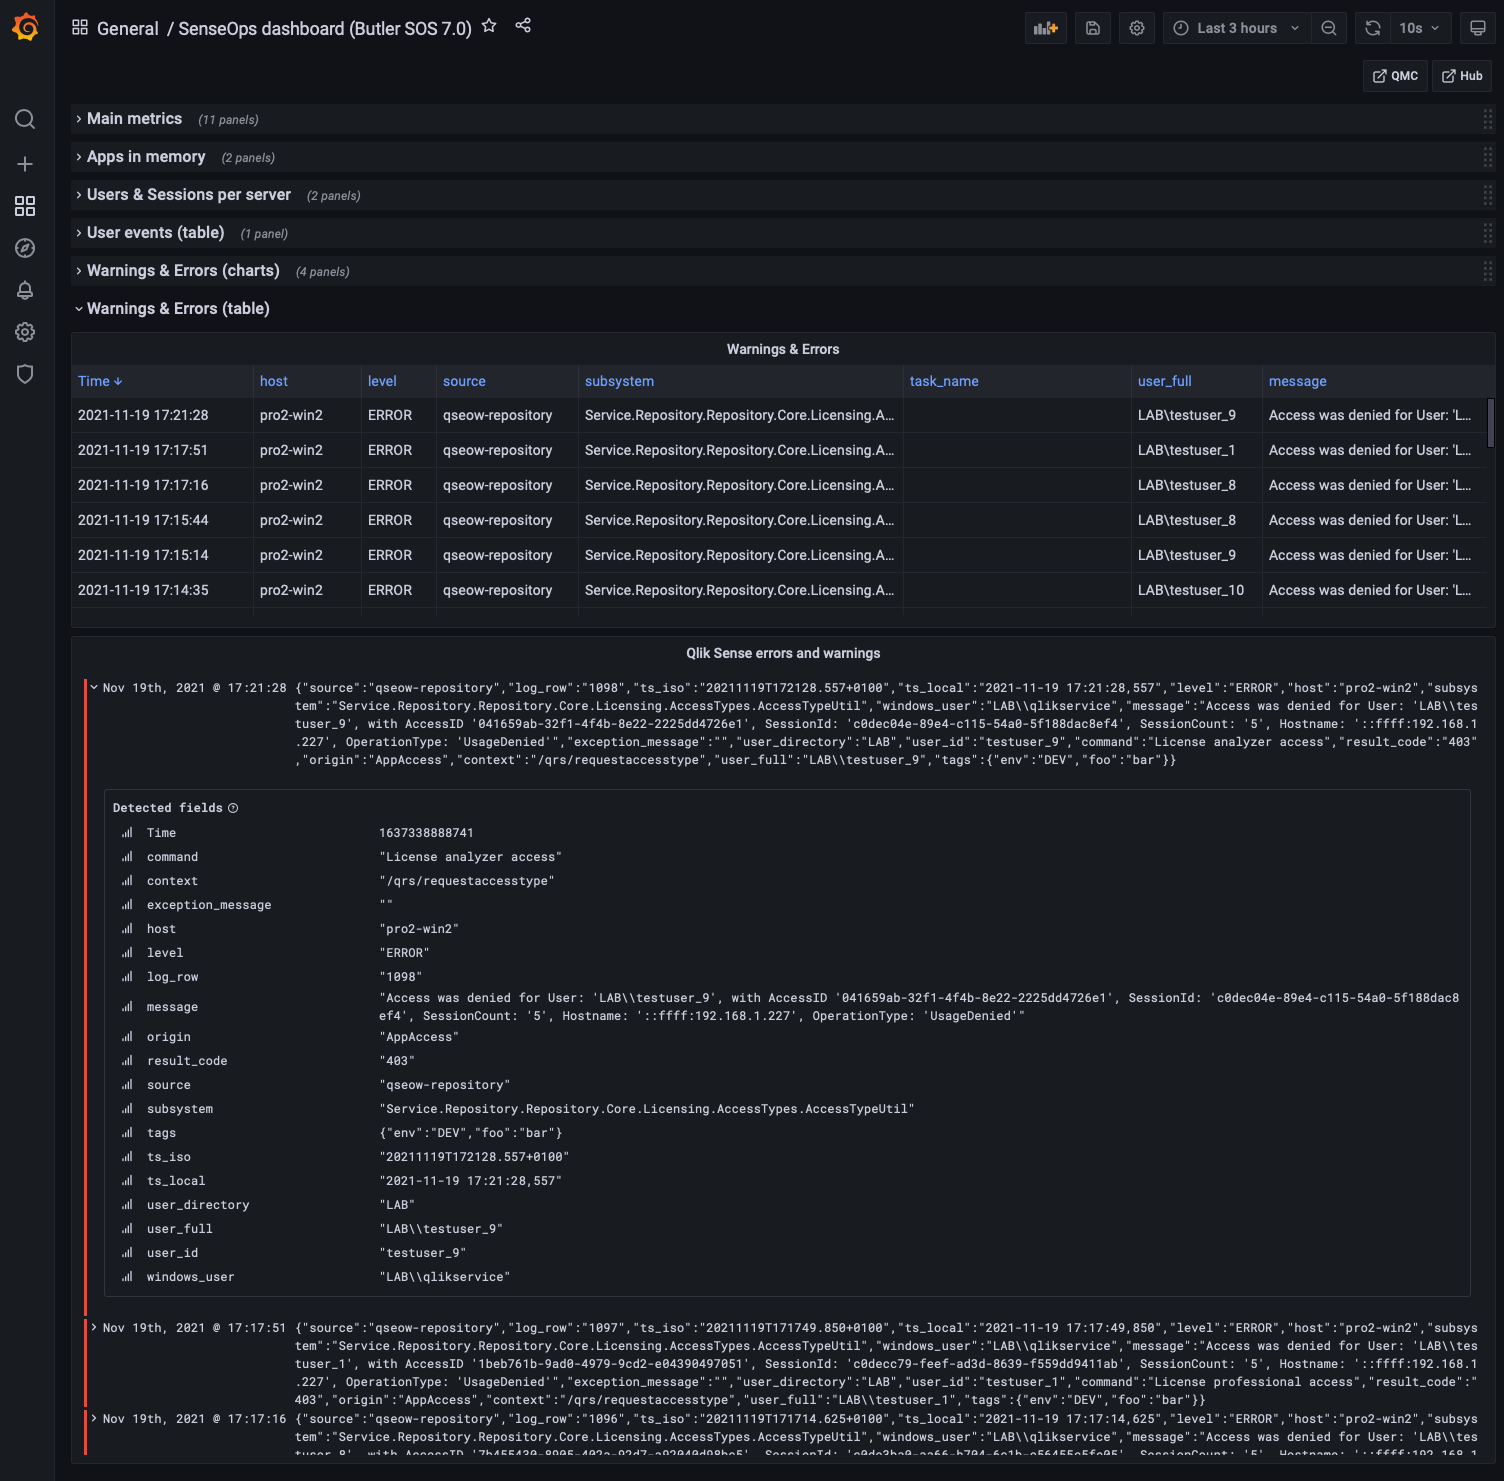 General / SenseOps dashboard (Butler SOS 7.0)
Last 3 hours
10s
QMC
Hub
Main metrics (11 panels)
Apps in memory (2 panels)
Users & Sessions per server (2 panels)
User events (table) (1 panel)
Warnings & Errors (charts) (4 panels)
Warnings & Errors (table)
Warnings & Errors
Time host level source subsystem task_name user_full message
2021-11-19 17:21:28 pro2-win2 ERROR qseow-repository Service.Repository.Repository.Core.Licensing.A... LAB\testuser_9 Access was denied for User: 'L...
2021-11-19 17:17:51 pro2-win2 ERROR qseow-repository Service.Repository.Repository.Core.Licensing.A... LAB\testuser_1 Access was denied for User: 'L...
2021-11-19 17:17:16 pro2-win2 ERROR qseow-repository Service.Repository.Repository.Core.Licensing.A... LAB\testuser_8 Access was denied for User: 'L...
2021-11-19 17:15:44 pro2-win2 ERROR qseow-repository Service.Repository.Repository.Core.Licensing.A... LAB\testuser_8 Access was denied for User: 'L...
2021-11-19 17:15:14 pro2-win2 ERROR qseow-repository Service.Repository.Repository.Core.Licensing.A... LAB\testuser_9 Access was denied for User: 'L...
2021-11-19 17:14:35 pro2-win2 ERROR qseow-repository Service.Repository.Repository.Core.Licensing.A... LAB\testuser_10 Access was denied for User: 'L...
Qlik Sense errors and warnings
Nov 19th, 2021 @ 17:21:28 {"source":"qseow-repository","log_row":"1098","ts_iso":"20211119T172128.557+0100","ts_local":"2021-11-19 17:21:28,557","level":"ERROR","host":"pro2-win2","subsys
tem":"Service.Repository.Repository.Core.Licensing.AccessTypes.AccessTypeUtil","windows_user":"LAB\\qlikservice","message":"Access was denied for User: 'LAB\\tes
tuser_9', with AccessID '041659ab-32f1-4f4b-8e22-2225dd4726e1', SessionId: 'c0dec04e-89e4-c115-54a0-5f188dac8ef4', SessionCount: '5', Hostname: '::ffff:192.168.1
.227', OperationType: 'UsageDenied'","exception_message":"","user_directory":"LAB","user_id":"testuser_9","command":"License analyzer access","result_code":"403"
,"origin":"AppAccess","context":"/qrs/requestaccesstype","user_full":"LAB\\testuser_9","tags":{"env":"DEV","foo":"bar"}}
Detected fields
Time 1637338888741
command "License analyzer access"
context "/qrs/requestaccesstype"
exception_message ""
host "pro2-win2"
level "ERROR"
log_row "1098"
message "Access was denied for User: 'LAB\\testuser_9', with AccessID '041659ab-32f1-4f4b-8e22-2225dd4726e1', SessionId: 'c0dec04e-89e4-c115-54a0-5f188dac8
ef4', SessionCount: '5', Hostname: '::ffff:192.168.1.227', OperationType: 'UsageDenied'"
origin "AppAccess"
result_code "403"
source "qseow-repository"
subsystem "Service.Repository.Repository.Core.Licensing.AccessTypes.AccessTypeUtil"
tags {"env":"DEV","foo":"bar"}
ts_iso "20211119T172128.557+0100"
ts_local "2021-11-19 17:21:28,557"
user_directory "LAB"
user_full "LAB\\testuser_9"
user_id "testuser_9"
windows_user "LAB\\qlikservice"
Nov 19th, 2021 @ 17:17:51 {"source":"qseow-repository","log_row":"1097","ts_iso":"20211119T171749.850+0100","ts_local":"2021-11-19 17:17:49,850","level":"ERROR","host":"pro2-win2","subsys
tem":"Service.Repository.Repository.Core.Licensing.AccessTypes.AccessTypeUtil","windows_user":"LAB\\qlikservice","message":"Access was denied for User: 'LAB\\tes
tuser_1', with AccessID '1beb761b-9ad0-4979-9cd2-e04390497051', SessionId: 'c0decc79-feef-ad3d-8639-f559dd9411ab', SessionCount: '5', Hostname: '::ffff:192.168.1
.227', OperationType: 'UsageDenied'","exception_message":"","user_directory":"LAB","user_id":"testuser_1","command":"License professional access","result_code":"
403","origin":"AppAccess","context":"/qrs/requestaccesstype","user_full":"LAB\\testuser_1","tags":{"env":"DEV","foo":"bar"}}
Nov 19th, 2021 @ 17:17:16 {"source":"qseow-repository","log_row":"1096","ts_iso":"20211119T171714.625+0100","ts_local":"2021-11-19 17:17:14,625","level":"ERROR","host":"pro2-win2","subsys
tem":"Service.Repository.Repository.Core.Licensing.AccessTypes.AccessTypeUtil","windows_user":"LAB\\qlikservice","message":"Access was denied for User: 'LAB\\tes
tuser_8', with AccessID SessionId: SessionCount: '5', Hostname: '::ffff:192.168.1